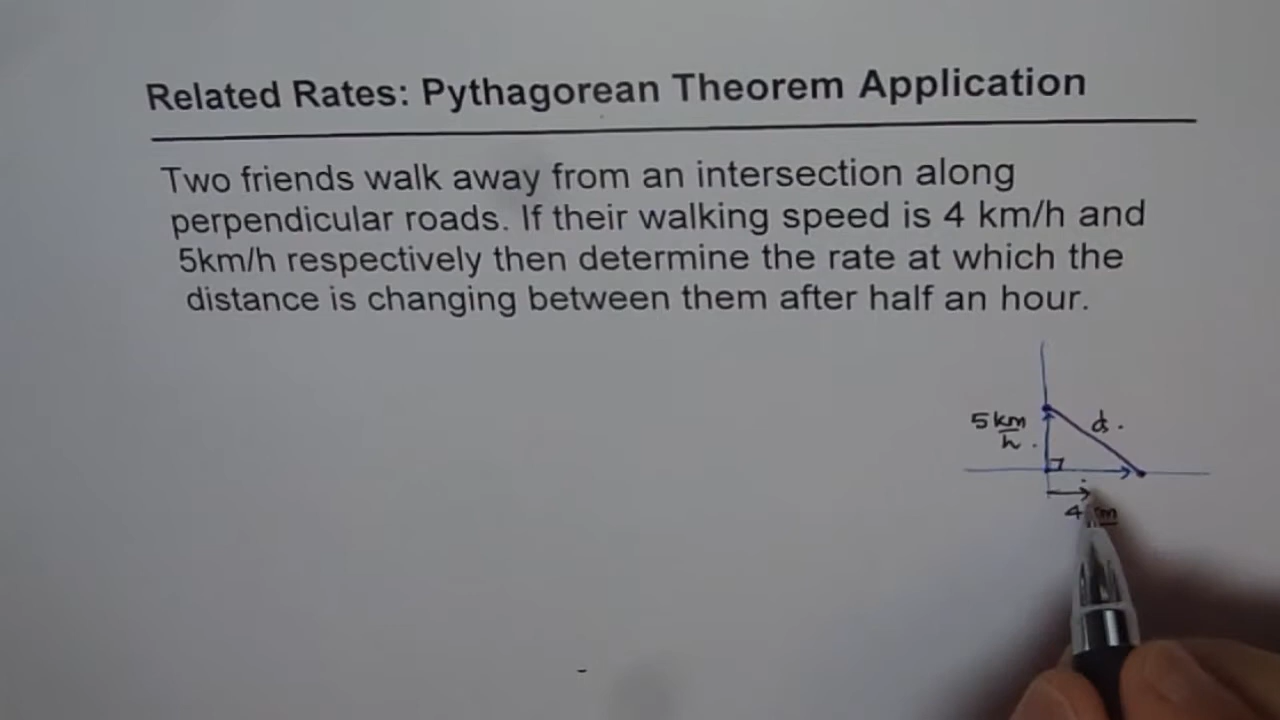 Related Rates: Pythagorean Theorem Application
Two friends walk away from an intersection along
perpendicular roads. If their walking speed is 4 km/h and
5km/h respectively then determine the rate at which the
distance is changing between them after half an hour.
5 km
h
d.
4